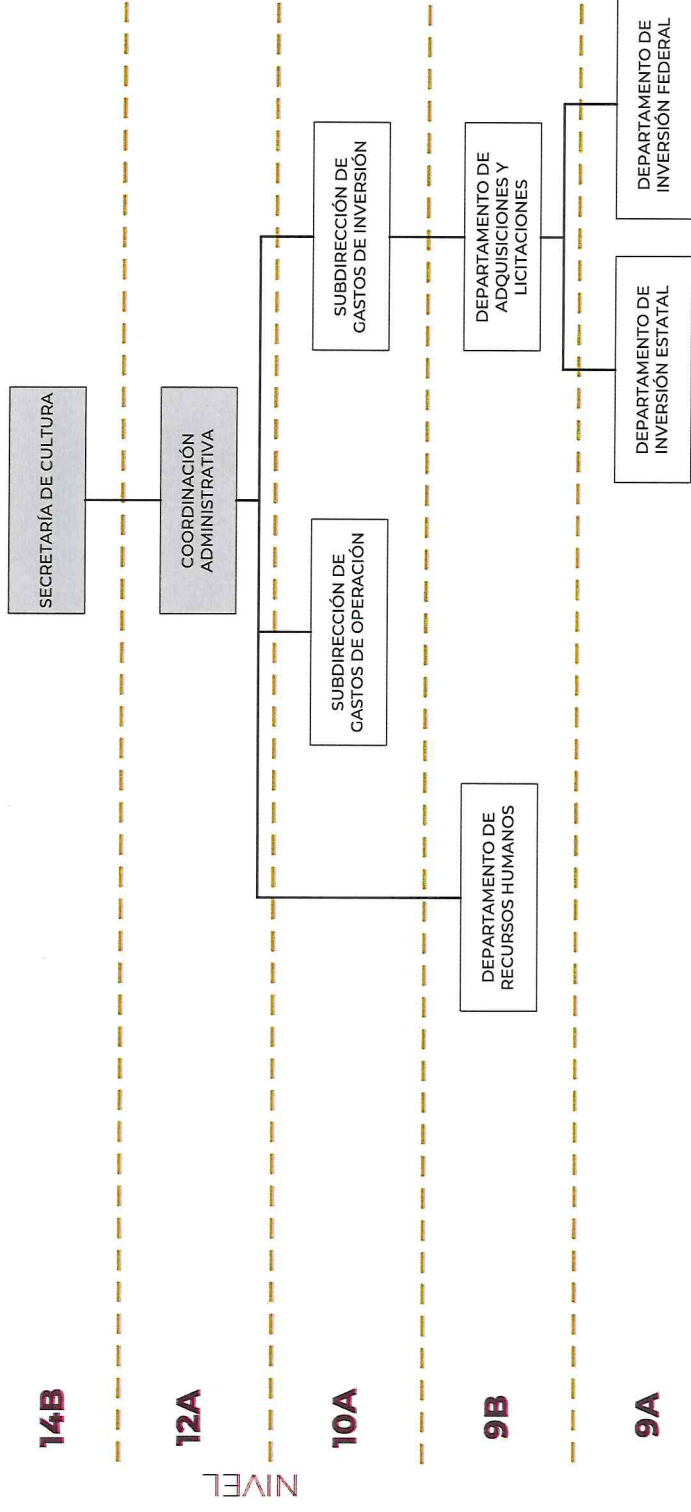 NIVEL
14B
SECRETARÍA DE CULTURA
12A
COORDINACIÓN
ADMINISTRATIVA
10A
SUBDIRECCIÓN DE
GASTOS DE OPERACIÓN
SUBDIRECCIÓN DE
GASTOS DE INVERSIÓN
9B
DEPARTAMENTO DE
RECURSOS HUMANOS
DEPARTAMENTO DE
ADQUISICIONES Y
LICITACIONES
9A
DEPARTAMENTO DE
INVERSIÓN ESTATAL
DEPARTAMENTO DE
INVERSIÓN FEDERAL